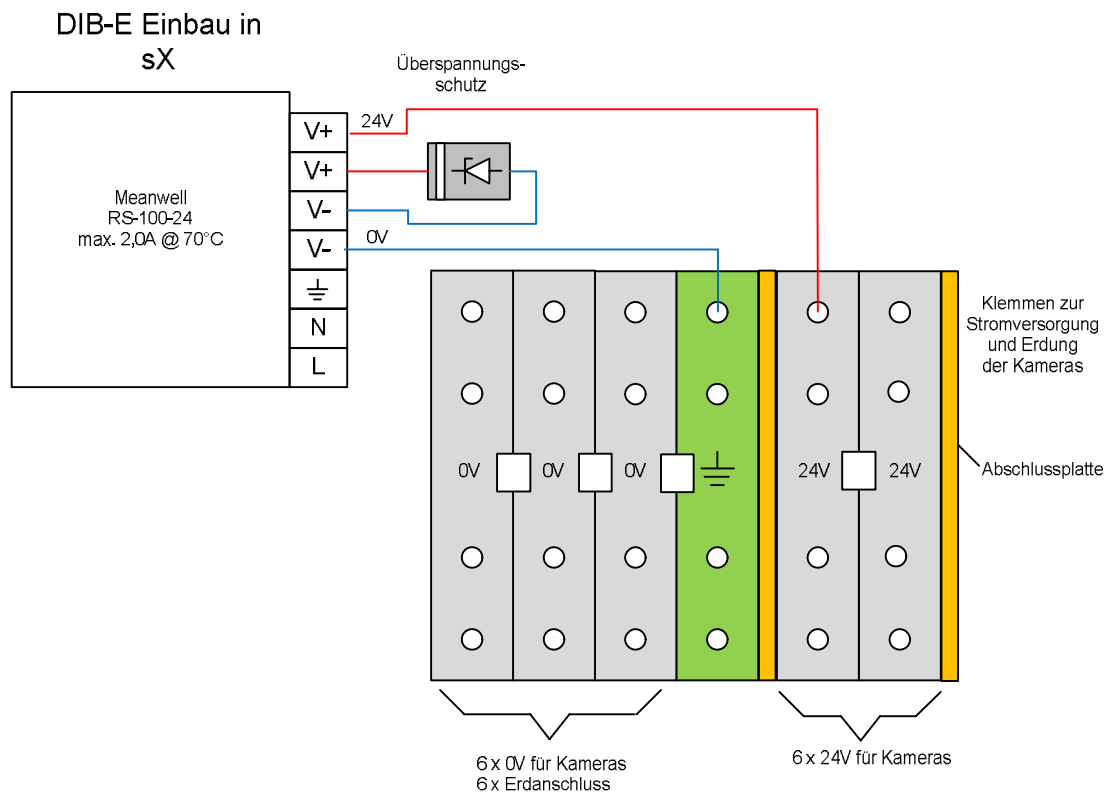 DIB-E Einbau in
sX
Überspannungs-
schutz
V+
24V
V+
V-
V-
0V
N
L
Meanwell
RS-100-24
max. 2,0A @ 70°C
Klemmen zur
Stromversorgung
und Erdung
der Kameras
0V
0V
0V
24V
24V
Abschlussplatte
6 x 0V für Kameras
6 x Erdanschluss
6 x 24V für Kameras